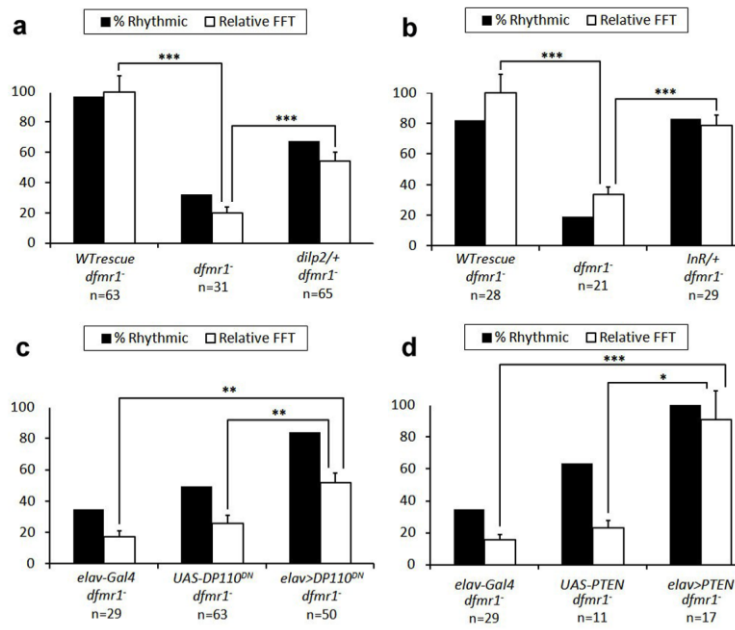 a
% Rhythmic Relative FFT
***
***
100
80
60
40
20
0
WTrescue dfmr1- dilp2/+
dfmr1- n=31 dfmr1-
n=63 n=65
b
% Rhythmic Relative FFT
***
***
100
80
60
40
20
0
WTrescue dfmr1- InR/+
dfmr1- n=21 dfmr1-
n=28 n=29
c
% Rhythmic Relative FFT
**
**
100
80
60
40
20
0
elav-Gal4 UAS-DP110ᴰᴺ elav>DP110ᴰᴺ
dfmr1- dfmr1- dfmr1-
n=29 n=63 n=50
d
% Rhythmic Relative FFT
***
*
100
80
60
40
20
0
elav-Gal4 UAS-PTEN elav>PTEN
dfmr1- dfmr1- dfmr1-
n=29 n=11 n=17